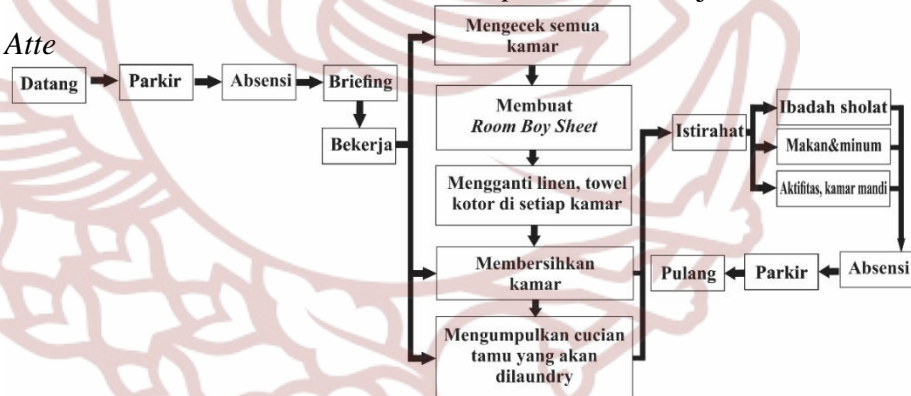 Atte
Datang
Parkir
Absensi
Briefing
Bekerja
Mengecek semua
kamar
Membuat
Room Boy Sheet
Mengganti linen, towel
kotor di setiap kamar
Membersihkan
kamar
Mengumpulkan cucian
tamu yang akan
dilaundry
Istirahat
Ibadah sholat
Makan&minum
Aktifitas, kamar mandi
Absensi
Parkir
Pulang